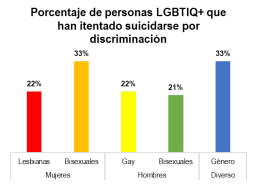 Porcentaje de personas LGBTIQ+ que
han itentado suicidarse por
discriminación
33%
33%
22%
22%
21%
Lesbianas
Bisexuales
Gay
Bisexuales
Género
Mujeres
Hombres
Diverso